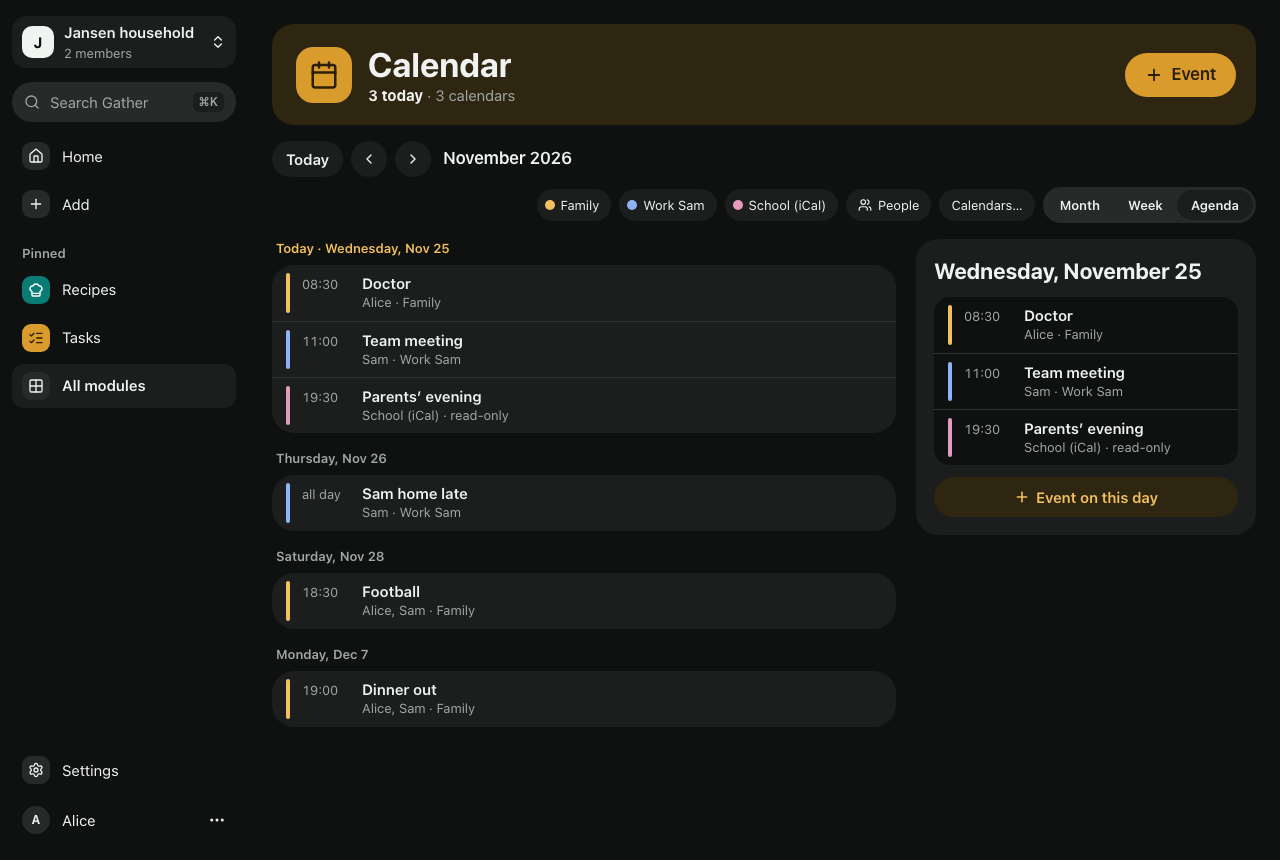 J
Jansen household
2 members
Search Gather
⌘K
Home
Add
Pinned
Recipes
Tasks
All modules
Settings
A
Alice
Calendar
3 today · 3 calendars
Event
Today
November 2026
Family
Work Sam
School (iCal)
People
Calendars…
Month
Week
Agenda
Today · Wednesday, Nov 25
08:30
Doctor
Alice · Family
11:00
Team meeting
Sam · Work Sam
19:30
Parents’ evening
School (iCal) · read-only
Thursday, Nov 26
all day
Sam home late
Sam · Work Sam
Saturday, Nov 28
18:30
Football
Alice, Sam · Family
Monday, Dec 7
19:00
Dinner out
Alice, Sam · Family
Wednesday, November 25
08:30
Doctor
Alice · Family
11:00
Team meeting
Sam · Work Sam
19:30
Parents’ evening
School (iCal) · read-only
Event on this day